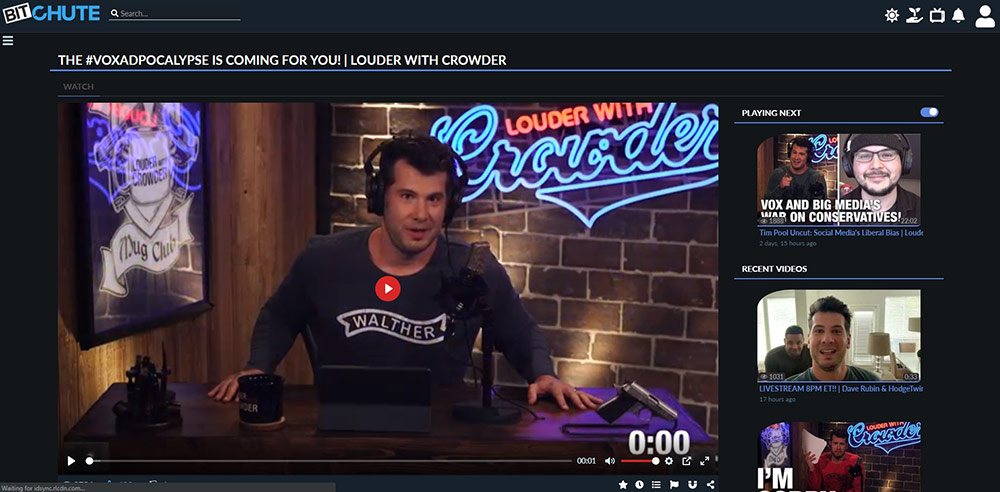 BITCHUTE
Search...
THE #VOXADPOCALYPSE IS COMING FOR YOU! | LOUDER WITH CROWDER
WATCH
PLAYING NEXT
LOUDER WITH
Crowder
LOUDER WITH
CROWDER
Mug Club
WALTHER
CROWDER
0:00
00:01
VOX AND BIG MEDIA'S
WAR ON CONSERVATIVES!
1888
22:02
Tim Pool Uncut: Social Media's Liberal Bias | Loude
2 days, 15 hours ago
RECENT VIDEOS
1031
0:33
LIVESTREAM 8PM ET!! | Dave Rubin & HodgeTwin
17 hours ago
LOUDER WITH
Crowder
I'M
Waiting for idsync.rlcdn.com...